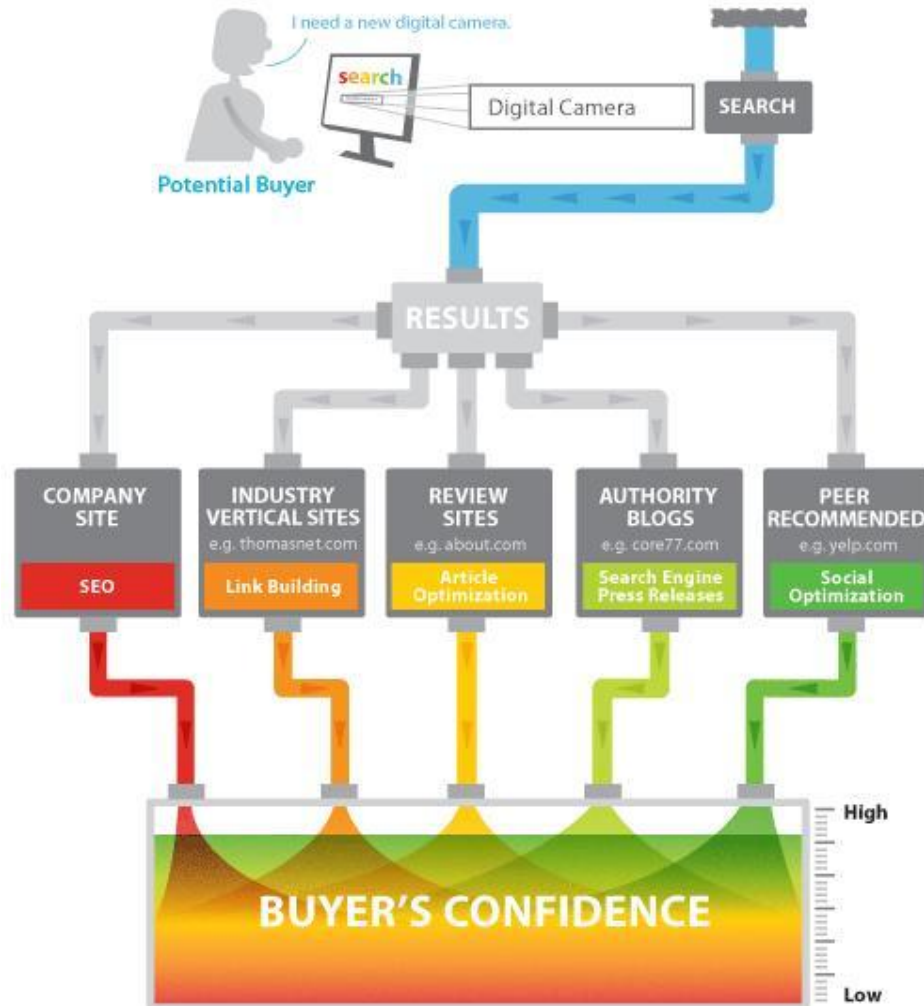 I need a new digital camera.
search
Digital Camera
SEARCH
Potential Buyer
RESULTS
COMPANY
SITE
SEO
INDUSTRY
VERTICAL SITES
e.g. thomasnet.com
Link Building
REVIEW
SITES
e.g. about.com
Article
Optimization
AUTHORITY
BLOGS
e.g. core77.com
Search Engine
Press Releases
PEER
RECOMMENDED
e.g. yelp.com
Social
Optimization
High
BUYER'S CONFIDENCE
Low